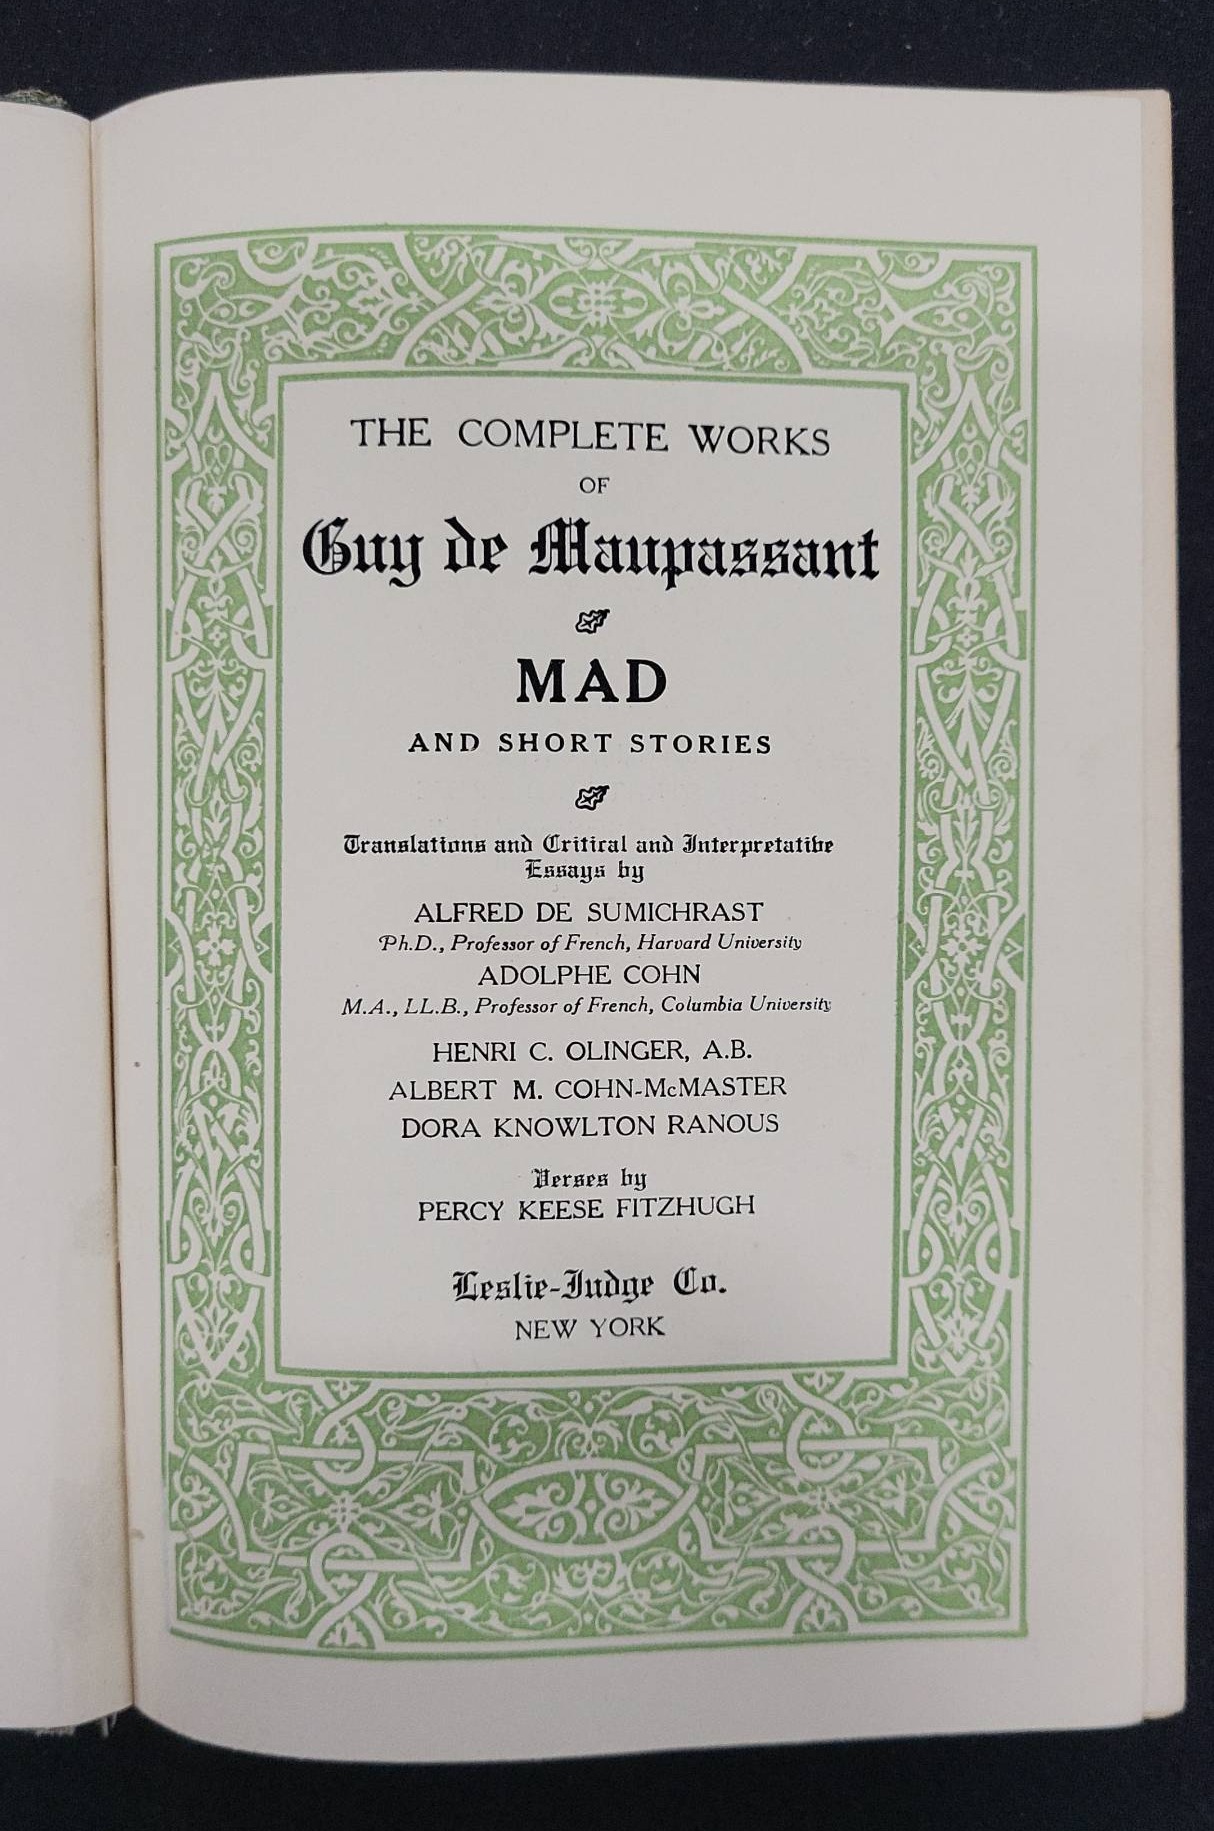 THE COMPLETE WORKS
OF
Guy de Maupassant
MAD
AND SHORT STORIES
Translations and Critical and Interpretative
Essays by
ALFRED DE SUMICHRAST
Ph.D., Professor of French, Harvard University
ADOLPHE COHN
M.A., LL.B., Professor of French, Columbia University
HENRI C. OLINGER, A.B.
ALBERT M. COHN-McMASTER
DORA KNOWLTON RANOUS
Verses by
PERCY KEESE FITZHUGH
Leslie-Judge Co.
NEW YORK